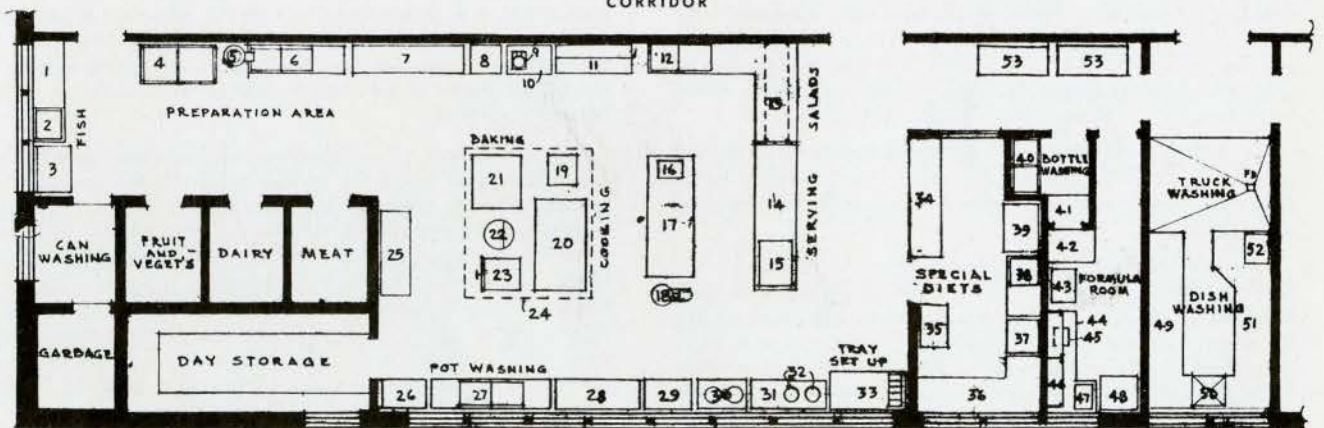 CORRIDOR
1
2
3
FISH
4
5
6
7
8
9
10
11
12
13
SALADS
53
53
PREPARATION AREA
BAKING
21
19
22
20
23
24
COOKING
16
17
18
14
15
SERVING
CAN
WASHING
FRUIT
AND
VEGET'S
DAIRY
MEAT
25
GARBAGE
DAY STORAGE
POT WASHING
26
27
28
29
30
31
32
TRAY
SET UP
33
34
SPECIAL
DIETS
35
36
37
38
39
40
BOTTLE
WASHING
41
42
43
FORMULA
ROOM
44
45
46
47
48
TRUCK
WASHING
FD
52
49
DISH
WASHING
51
50